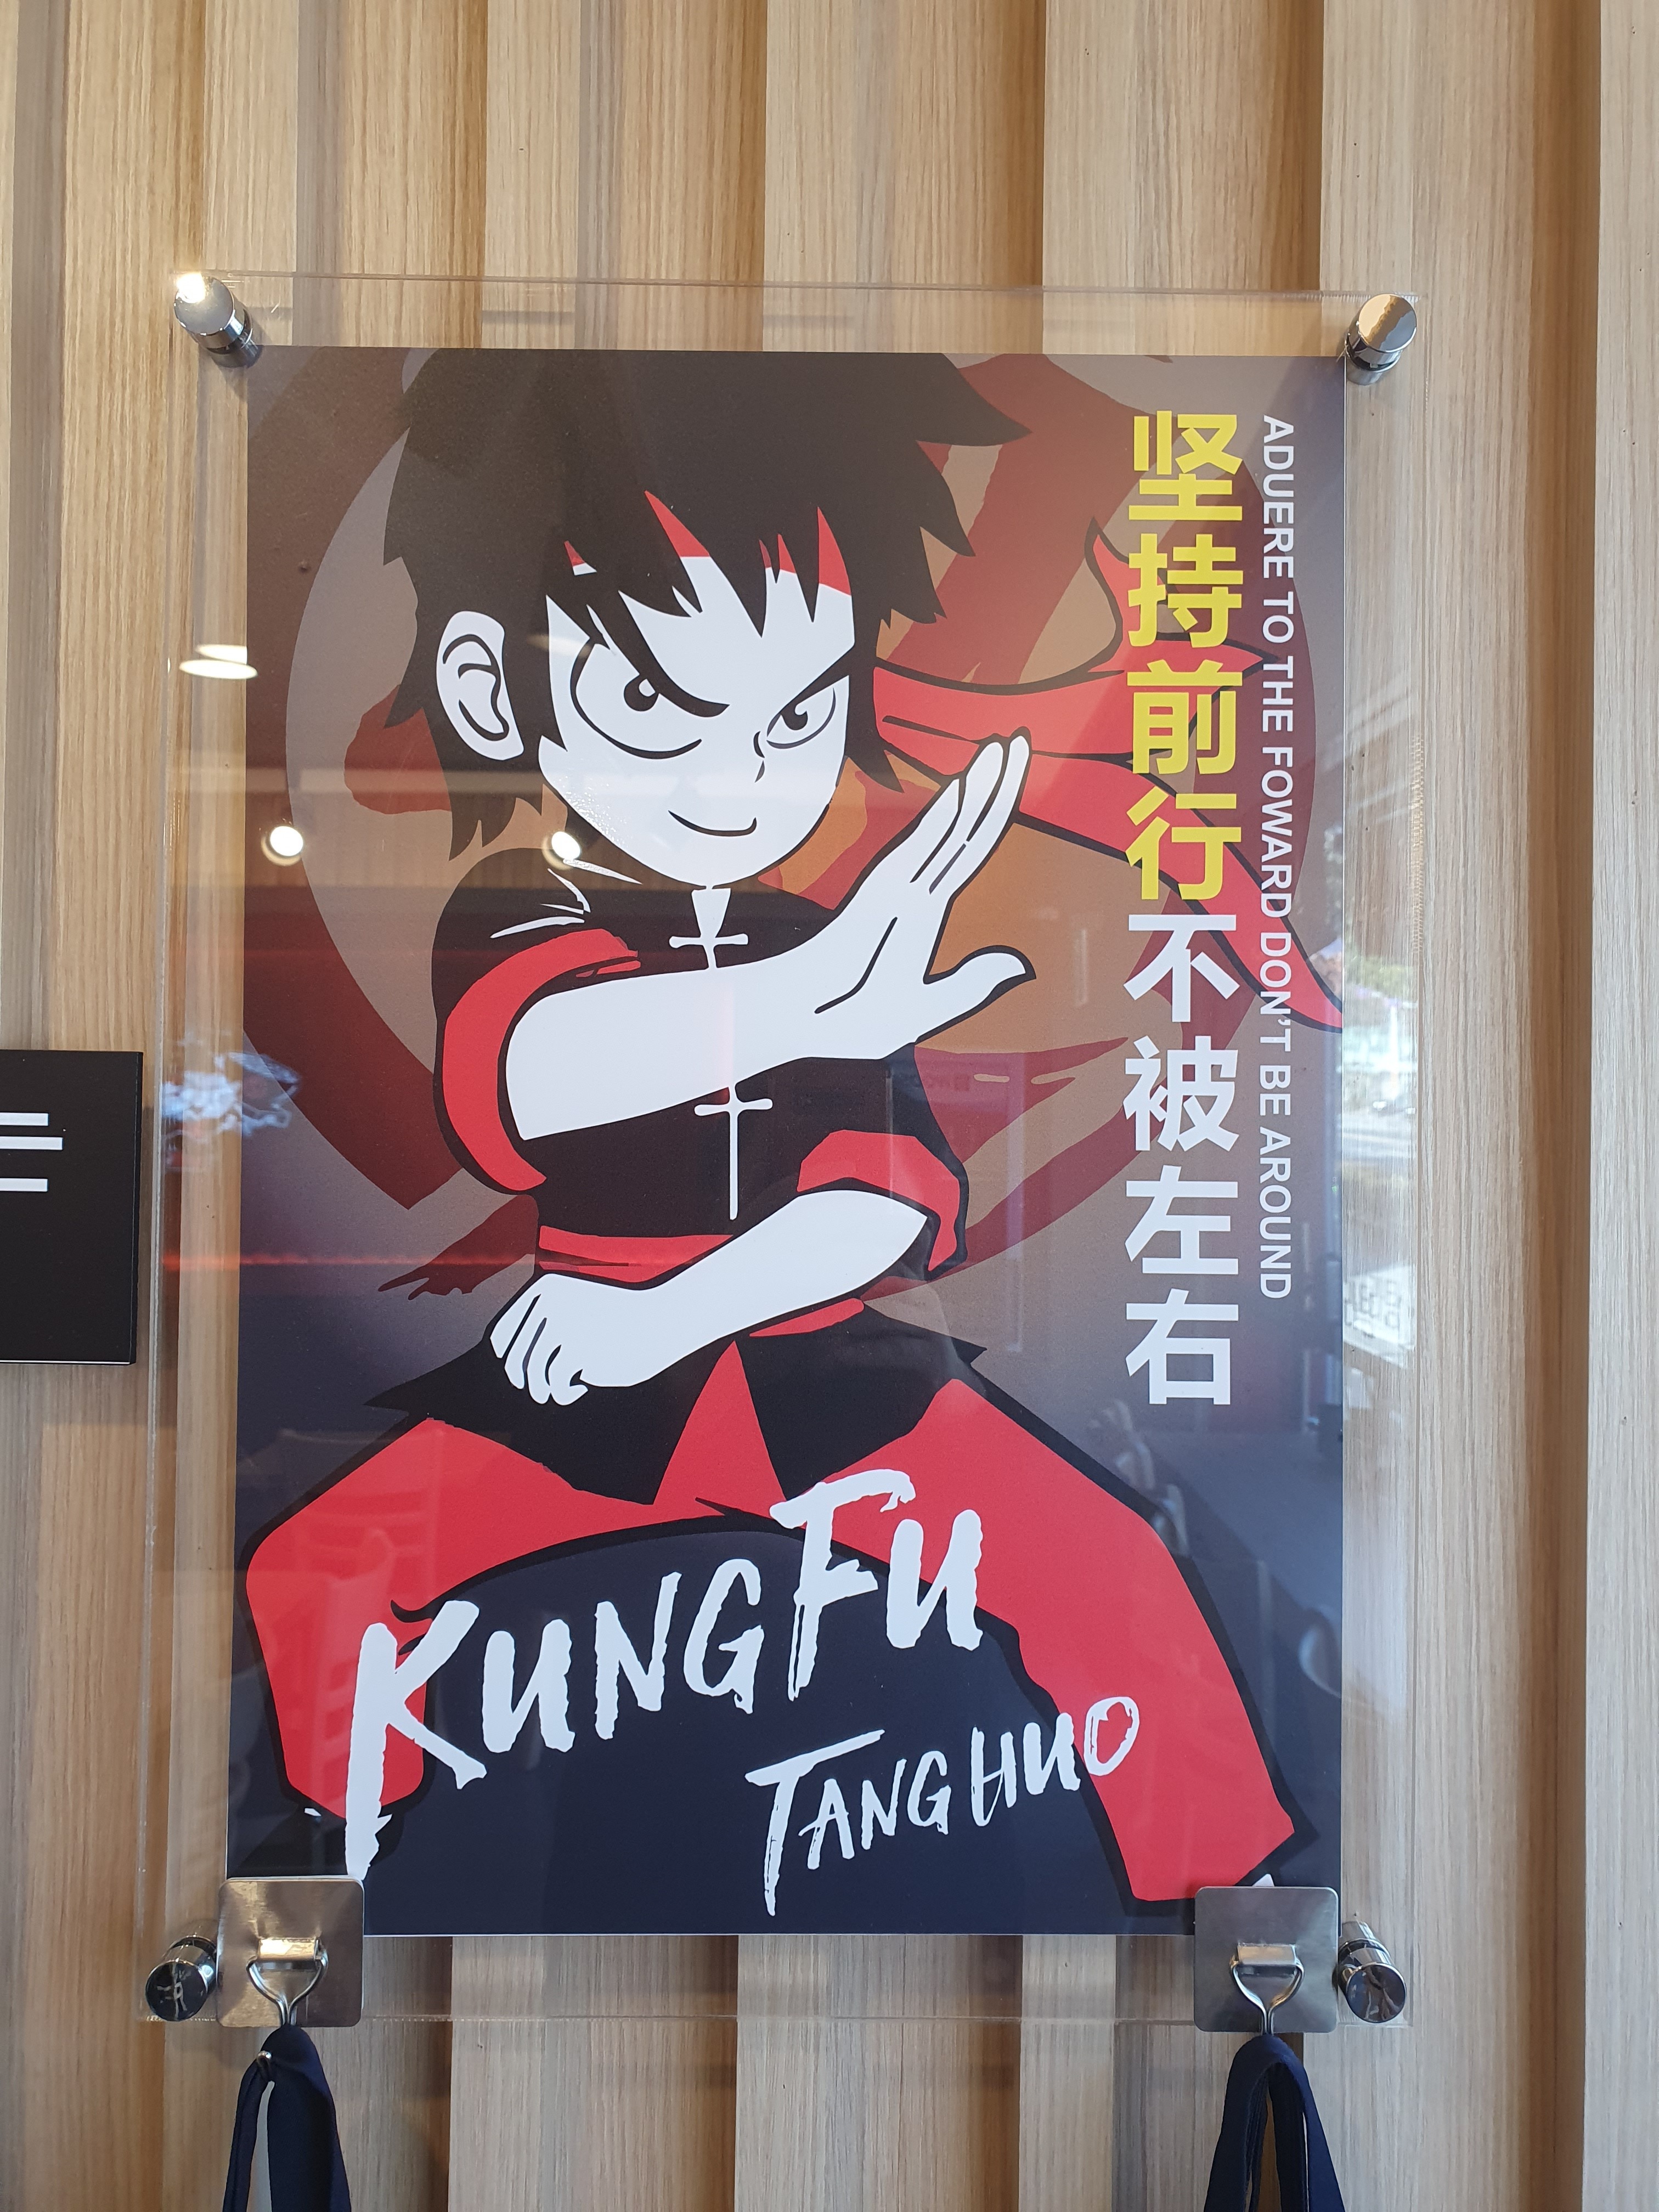 坚持前行不被左右
ADUERE TO THE FOWARD DON'T BE AROUND
KUNGFU
TANGHUO